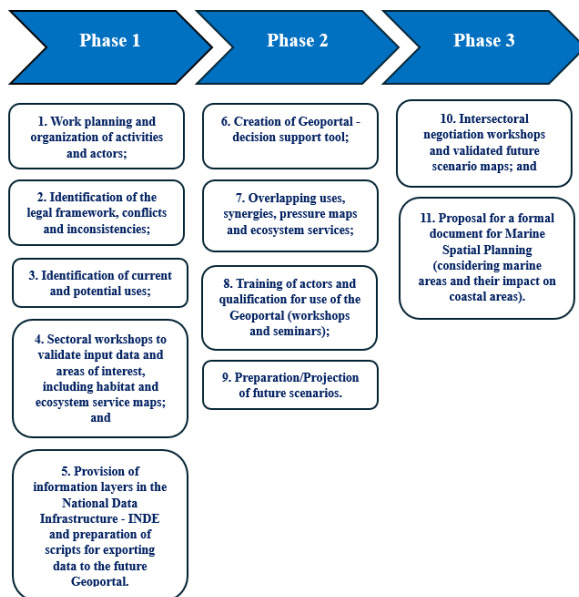 Phase 1
Phase 2
Phase 3
1. Work planning and
organization of activities
and actors;
2. Identification of the
legal framework, conflicts
and inconsistencies;
3. Identification of current
and potential uses;
4. Sectoral workshops to
validate input data and
areas of interest,
including habitat and
ecosystem service maps;
and
5. Provision of
information layers in the
National Data
Infrastructure - INDE
and preparation of
scripts for exporting
data to the future
Geoportal.
6. Creation of Geoportal -
decision support tool;
7. Overlapping uses,
synergies, pressure maps
and ecosystem services;
8. Training of actors and
qualification for use of the
Geoportal (workshops
and seminars);
9. Preparation/Projection
of future scenarios.
10. Intersectoral
negotiation workshops
and validated future
scenario maps; and
11. Proposal for a formal
document for Marine
Spatial Planning
(considering marine
areas and their impact on
coastal areas).